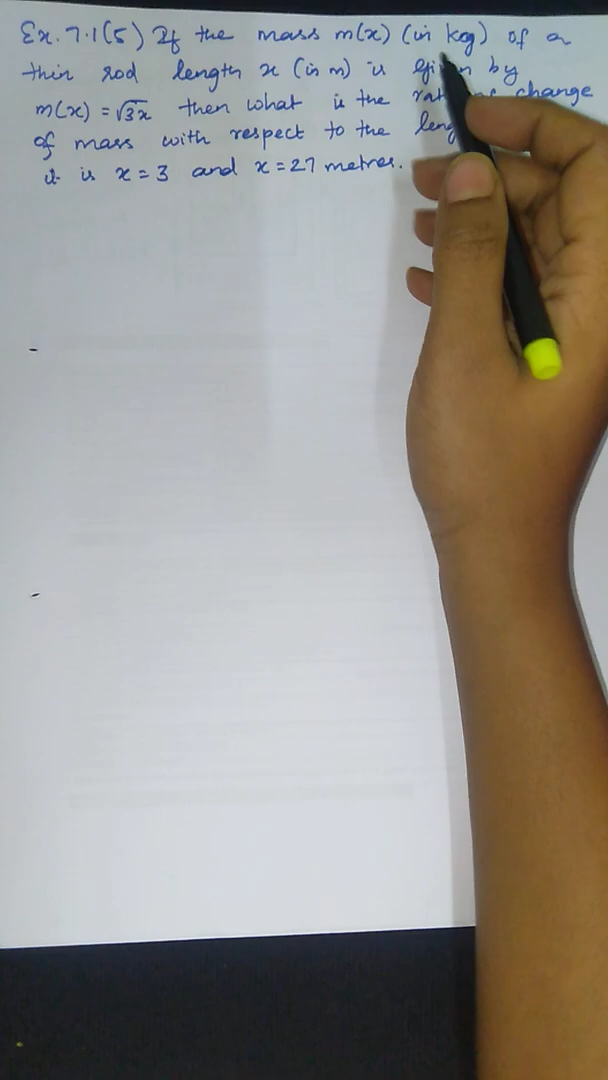 Ex. 7.1(5) If the mass m(x) (in kg) of a
thin rod length x (in m) is by
m(x) = √3x then what is the change
of mass with respect to the
it is x = 3 and x = 27 metres.